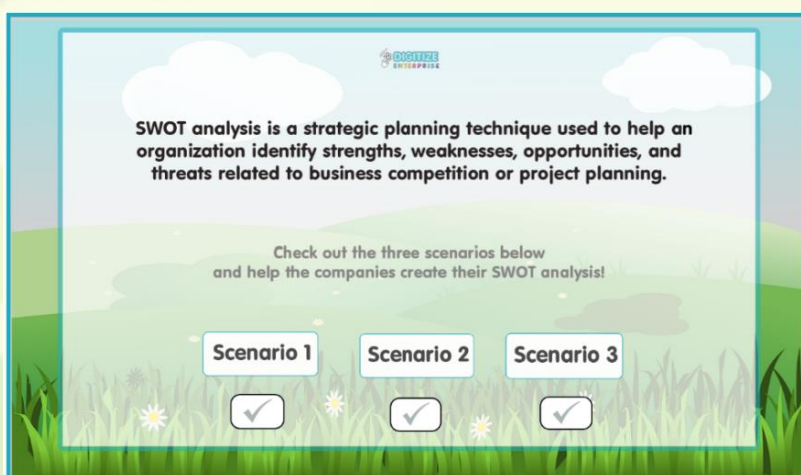 DIGITIZE
ENTERPRISE
SWOT analysis is a strategic planning technique used to help an
organization identify strengths, weaknesses, opportunities, and
threats related to business competition or project planning.
Check out the three scenarios below
and help the companies create their SWOT analysis!
Scenario 1
Scenario 2
Scenario 3